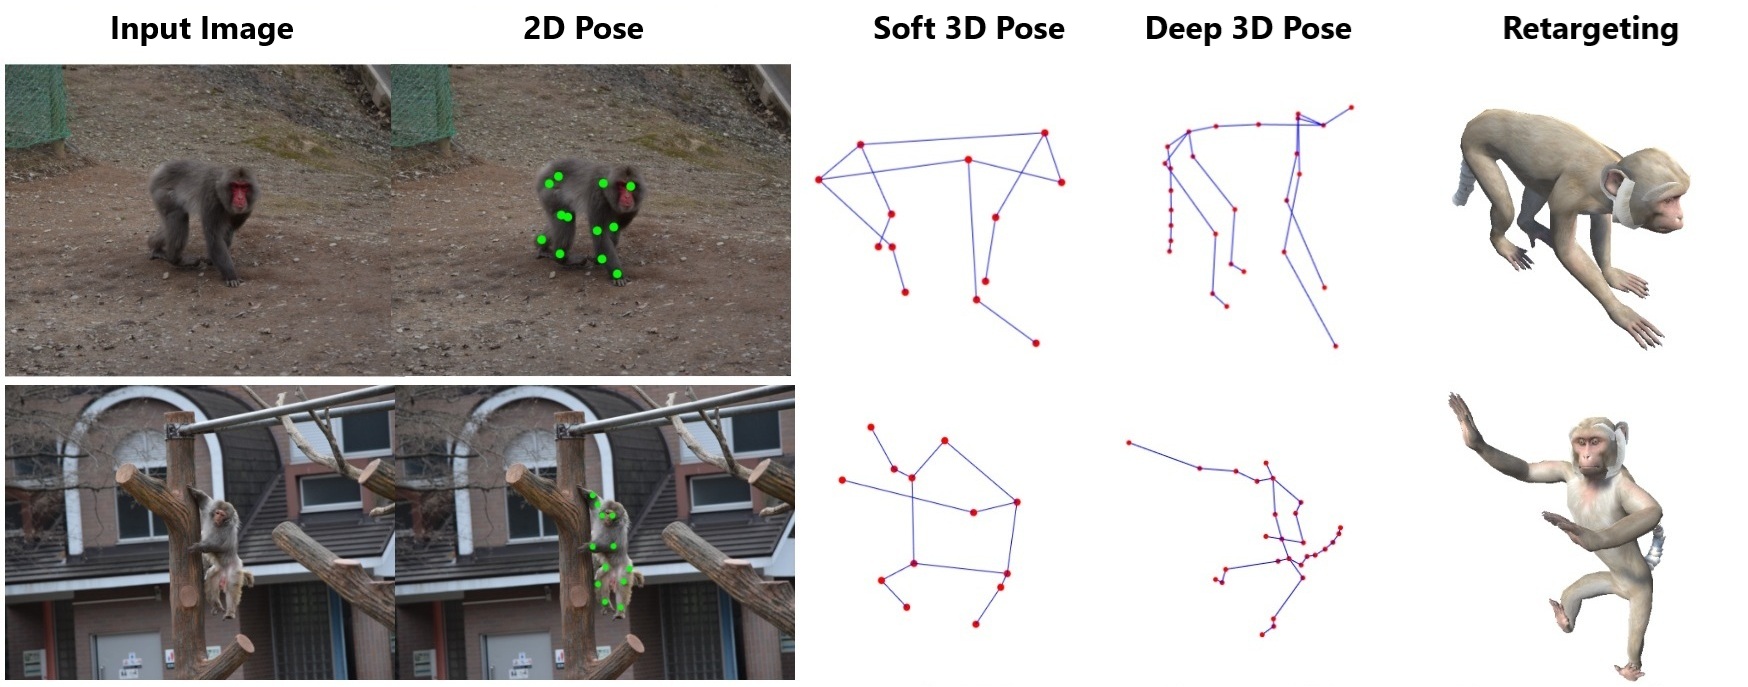 Input Image
2D Pose
Soft 3D Pose
Deep 3D Pose
Retargeting